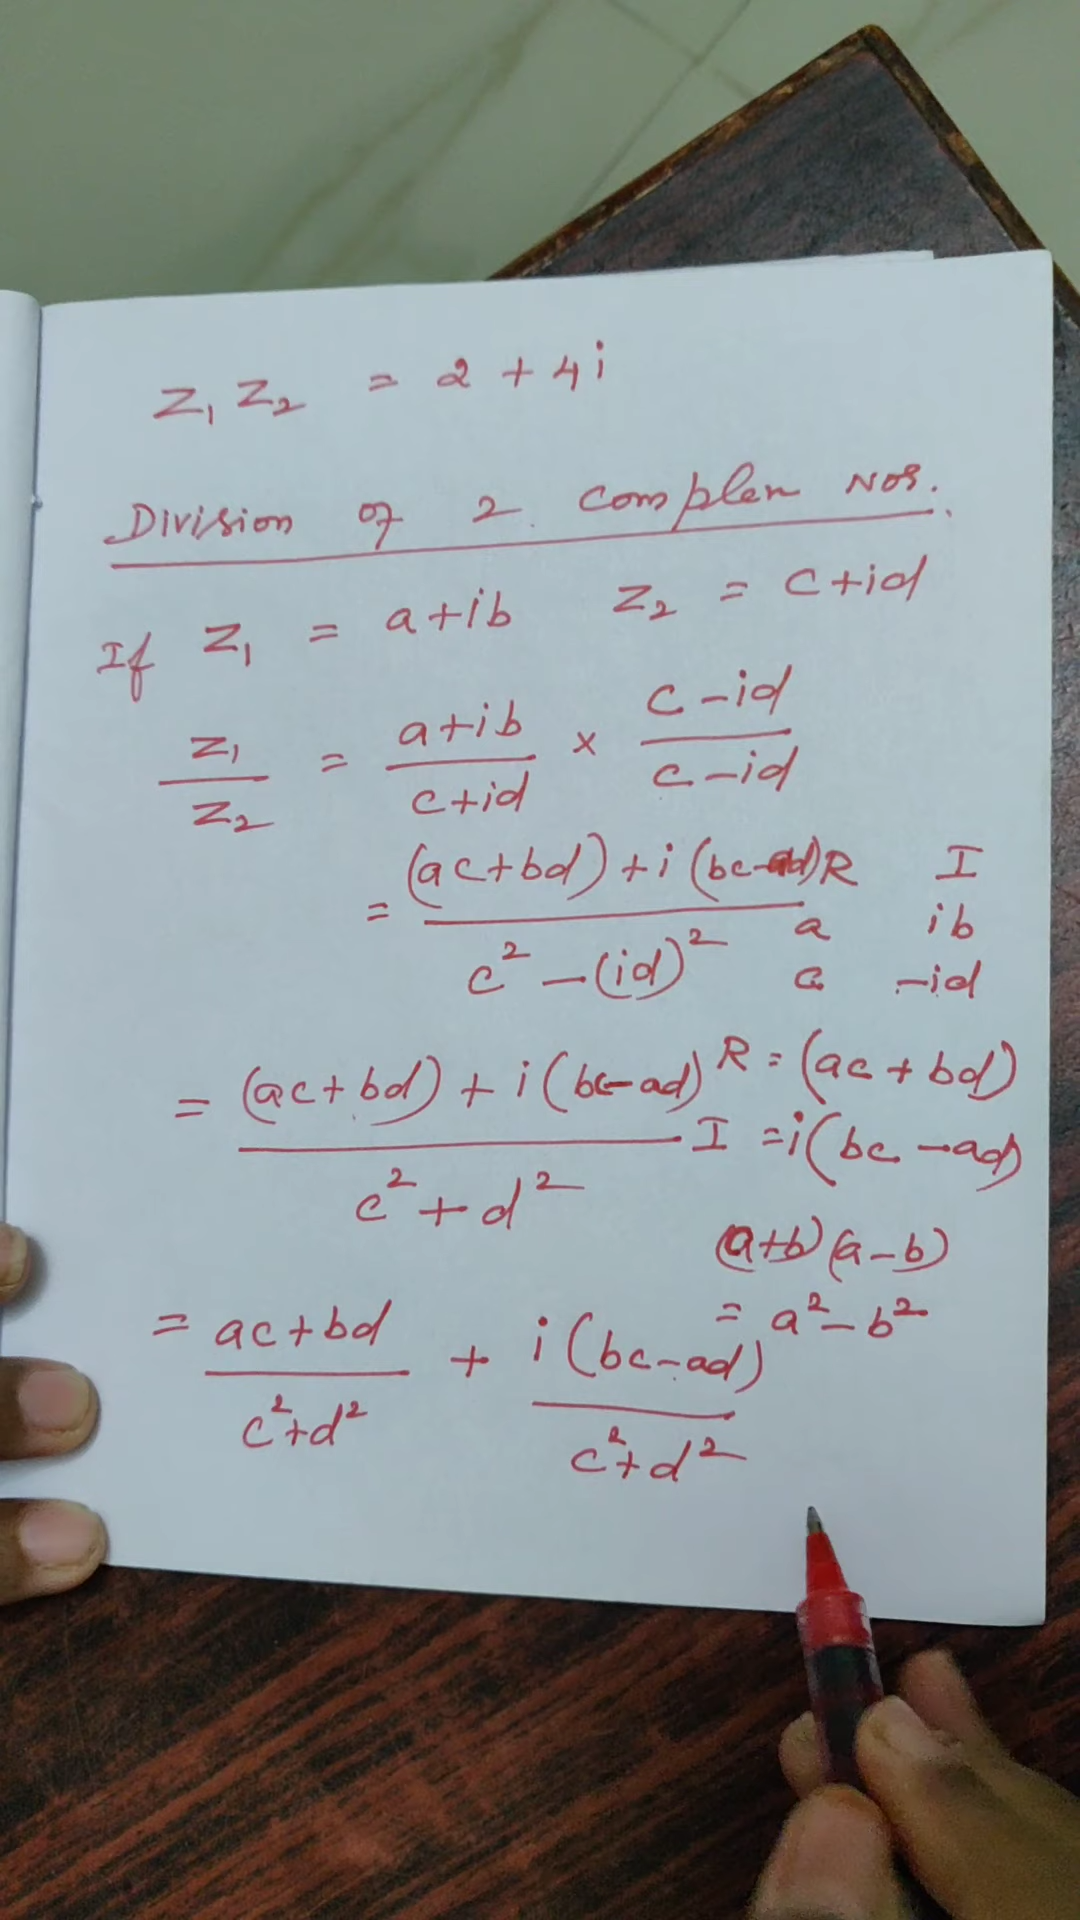 Z₁ Z₂ = 2 + 4i
Division of 2 Complex Nos.
If Z₁ = a+ib Z₂ = c+id
Z₁/Z₂ = (a+ib)/(c+id) × (c-id)/(c-id)
= ((ac+bd)+i(bc-ad))/(c²-(id)²)
R I
a ib
c -id
R = (ac+bd)
I = i(bc-ad)
= ((ac+bd)+i(bc-ad))/(c²+d²)
(a+b)(a-b)
= a²-b²
= (ac+bd)/(c²+d²) + i(bc-ad)/(c²+d²)